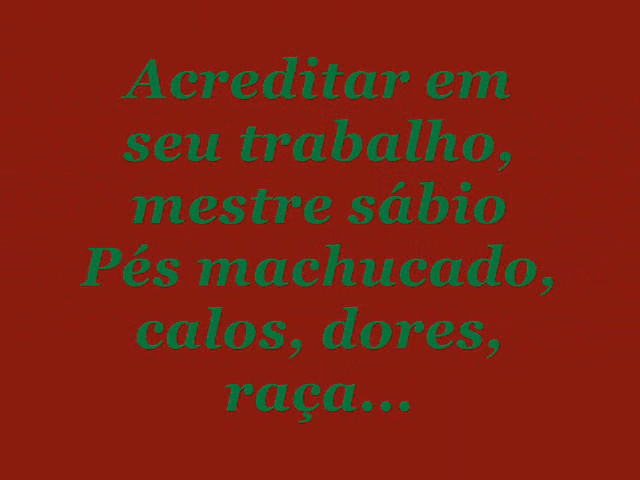 Acreditar em
seu trabalho,
mestre sábio
Pés machucado,
calos, dores,
raça...